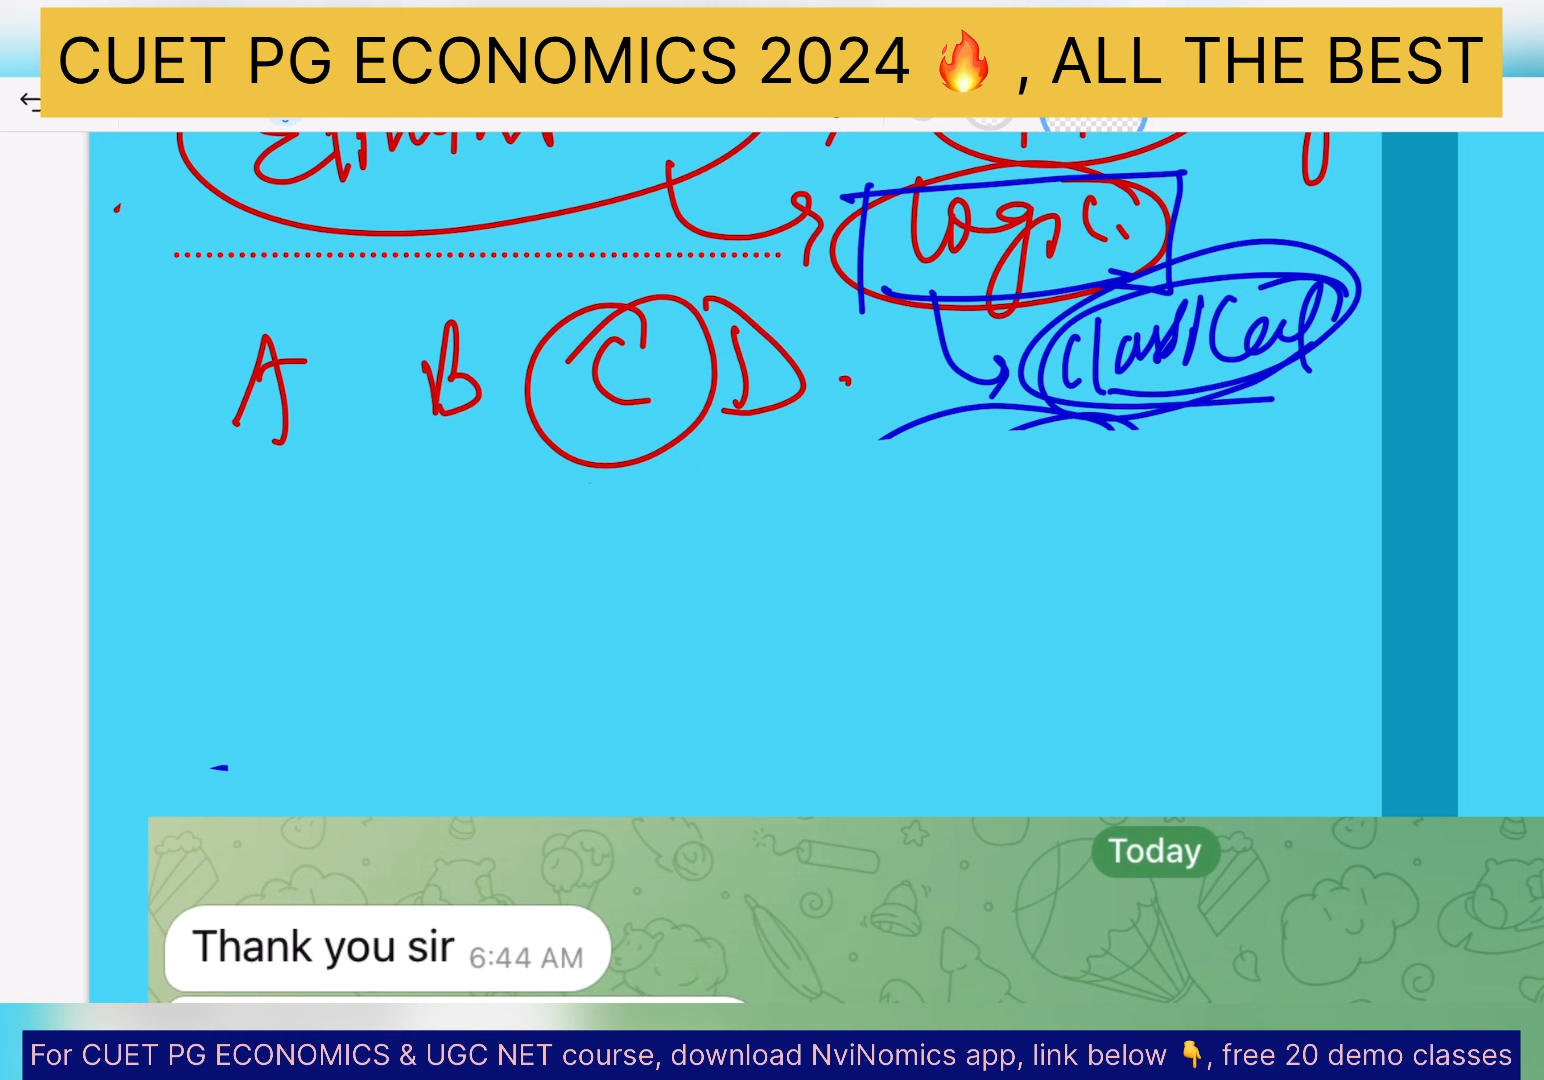 CUET PG ECONOMICS 2024 🔥 , ALL THE BEST
Logic
A B C D .
Classical
Today
Thank you sir 6:44 AM
For CUET PG ECONOMICS & UGC NET course, download NviNomics app, link below 👇, free 20 demo classes